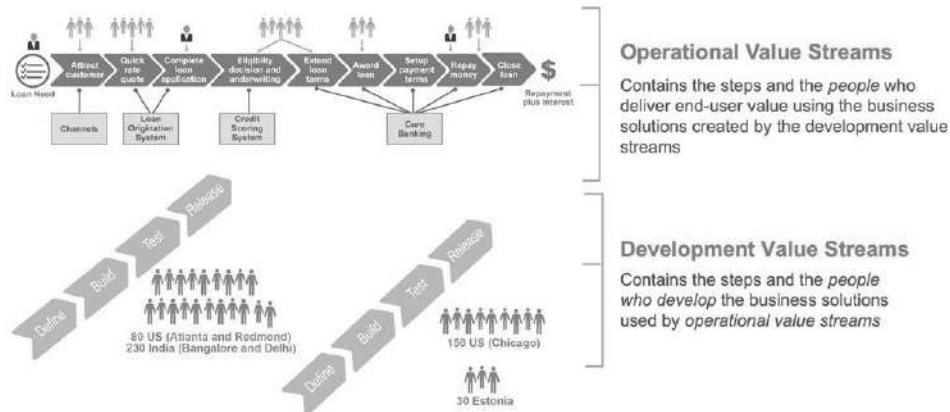 Attract
customer
Quick
rate
quote
Complete
loan
application
Eligiblity
decision and
underwriting
Extend
loan
terms
Award
loan
Setup
payment
terms
Repay
money
Close
loan
$
Loan Need
Repayment
plus interest
Channels
Loan
Origination
System
Credit
Scoring
System
Core
Banking
Operational Value Streams
Contains the steps and the people who
deliver end-user value using the business
solutions created by the development value
streams
Define
Build
Test
Release
80 US (Atlanta and Redmond)
230 India (Bangalore and Delhi)
Define
Build
Test
Release
150 US (Chicago)
30 Estonia
Development Value Streams
Contains the steps and the people
who develop the business solutions
used by operational value streams